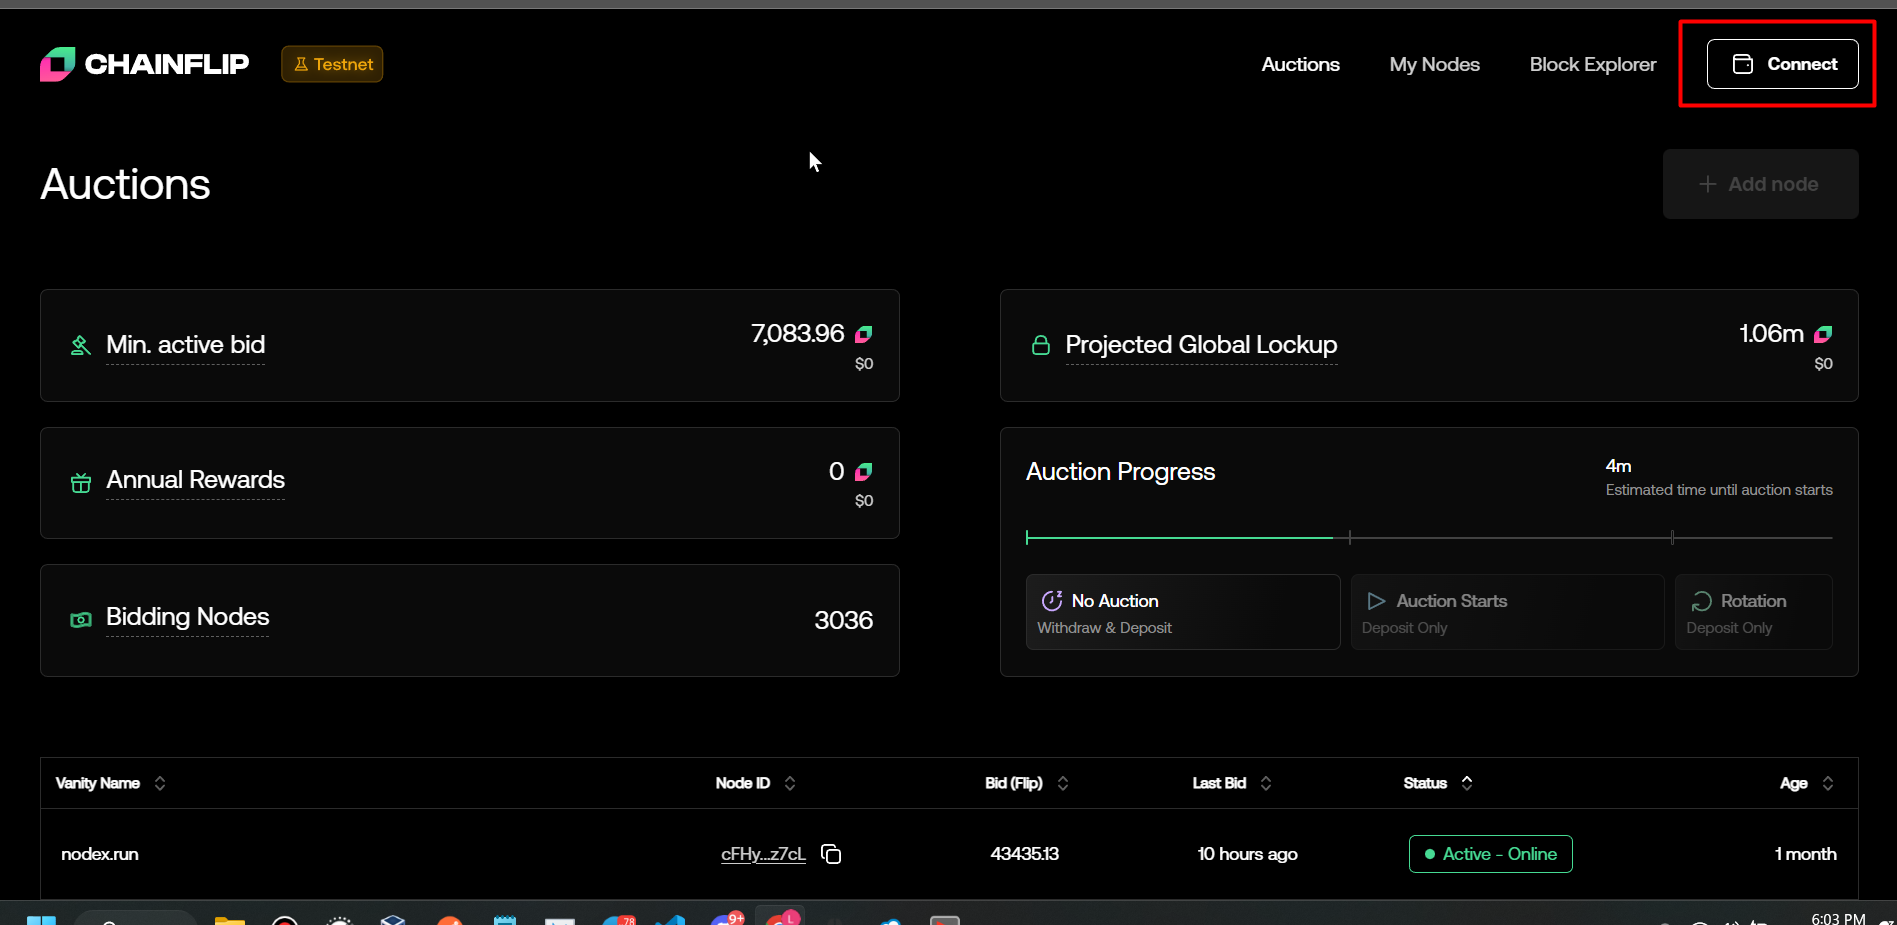 CHAINFLIP
Testnet
Auctions
My Nodes
Block Explorer
Connect
Auctions
+ Add node
Min. active bid
7,083.96
$0
Projected Global Lockup
1.06m
$0
Annual Rewards
0
$0
Auction Progress
4m
Estimated time until auction starts
Bidding Nodes
3036
No Auction
Withdraw & Deposit
Auction Starts
Deposit Only
Rotation
Deposit Only
Vanity Name
Node ID
Bid (Flip)
Last Bid
Status
Age
nodex.run
cFHy...z7cL
43435.13
10 hours ago
Active - Online
1 month
78
9+
L
6:03 PM